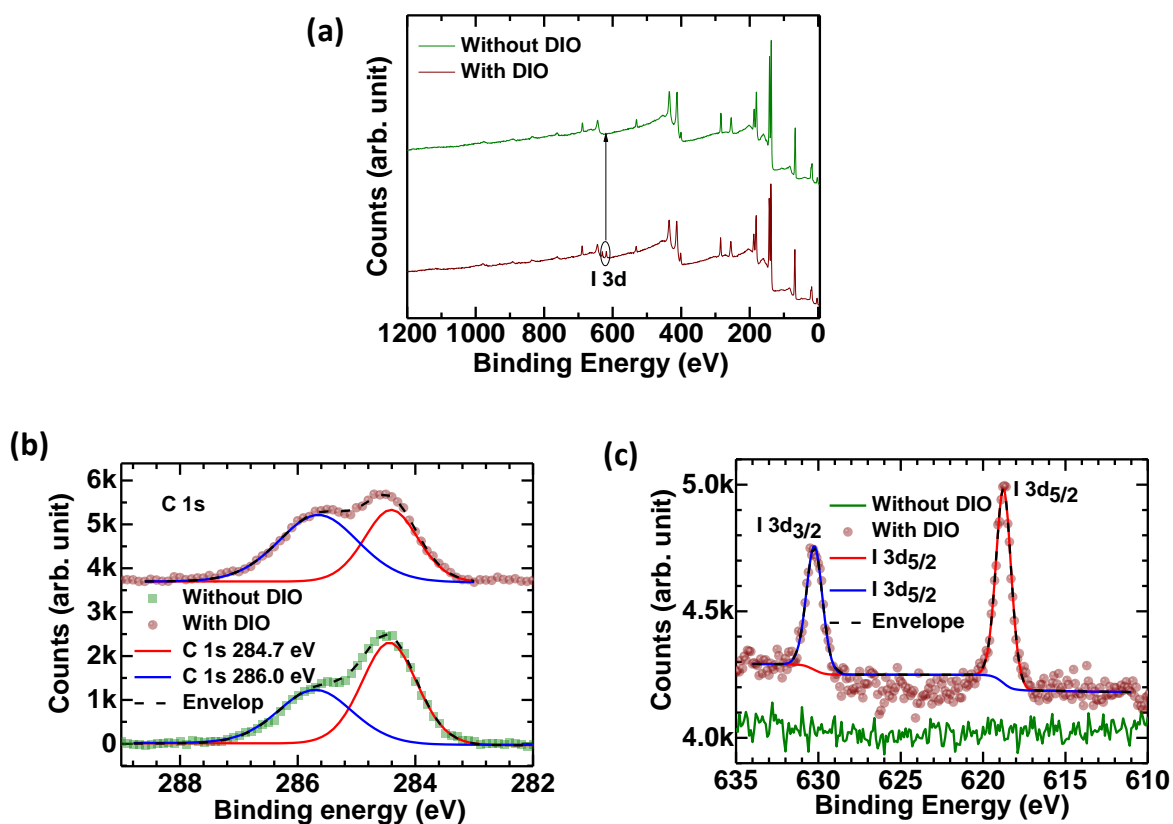 (a)
Without DIO
With DIO
I 3d
Counts (arb. unit)
1200 1000 800 600 400 200 0
Binding Energy (eV)
(b)
C 1s
6k
5k
4k
3k
2k
1k
0
Without DIO
With DIO
C 1s 284.7 eV
C 1s 286.0 eV
Envelop
Counts (arb. unit)
288 286 284 282
Binding energy (eV)
(c)
5.0k
4.5k
4.0k
I 3d3/2
I 3d5/2
Without DIO
With DIO
I 3d5/2
I 3d5/2
Envelope
Counts (arb. unit)
635 630 625 620 615 610
Binding Energy (eV)